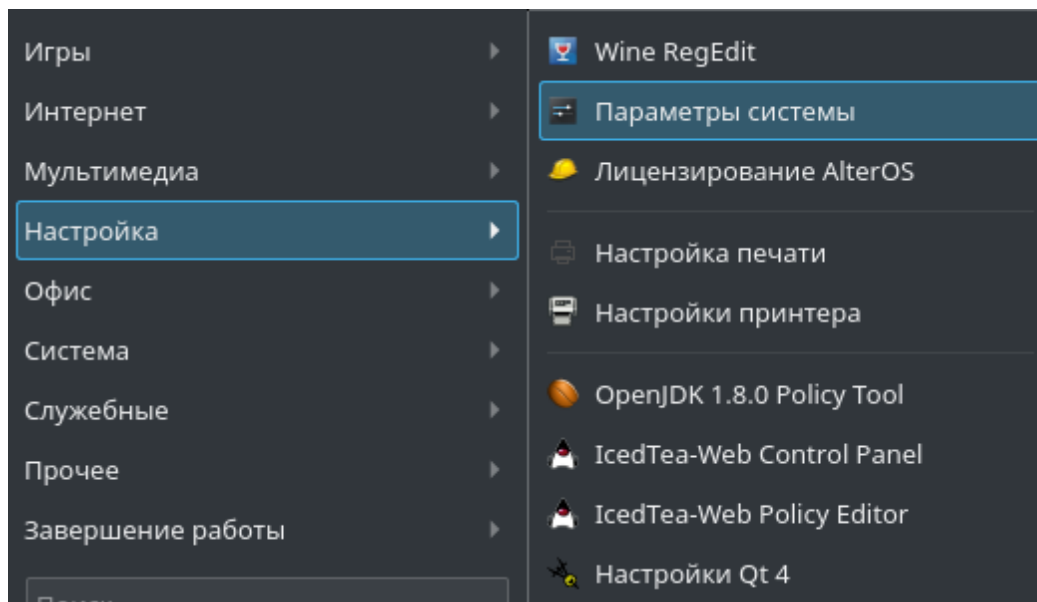 Игры
Интернет
Мультимедиа
Настройка
Офис
Система
Служебные
Прочее
Завершение работы
Wine RegEdit
Параметры системы
Лицензирование AlterOS
Настройка печати
Настройки принтера
OpenJDK 1.8.0 Policy Tool
IcedTea-Web Control Panel
IcedTea-Web Policy Editor
Настройки Qt 4